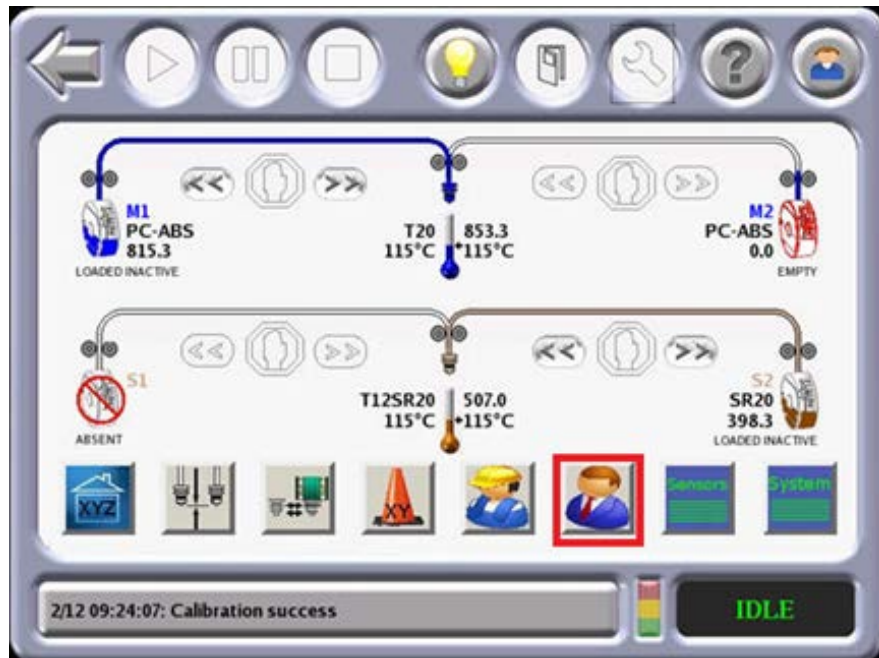 M1
PC-ABS
815.3
LOADED INACTIVE
T20 853.3
115°C 115°C
M2
PC-ABS
0.0
EMPTY
S1
ABSENT
T12SR20 507.0
115°C 115°C
S2
SR20
398.3
LOADED INACTIVE
XYZ
XY
Sensors
System
2/12 09:24:07: Calibration success
IDLE